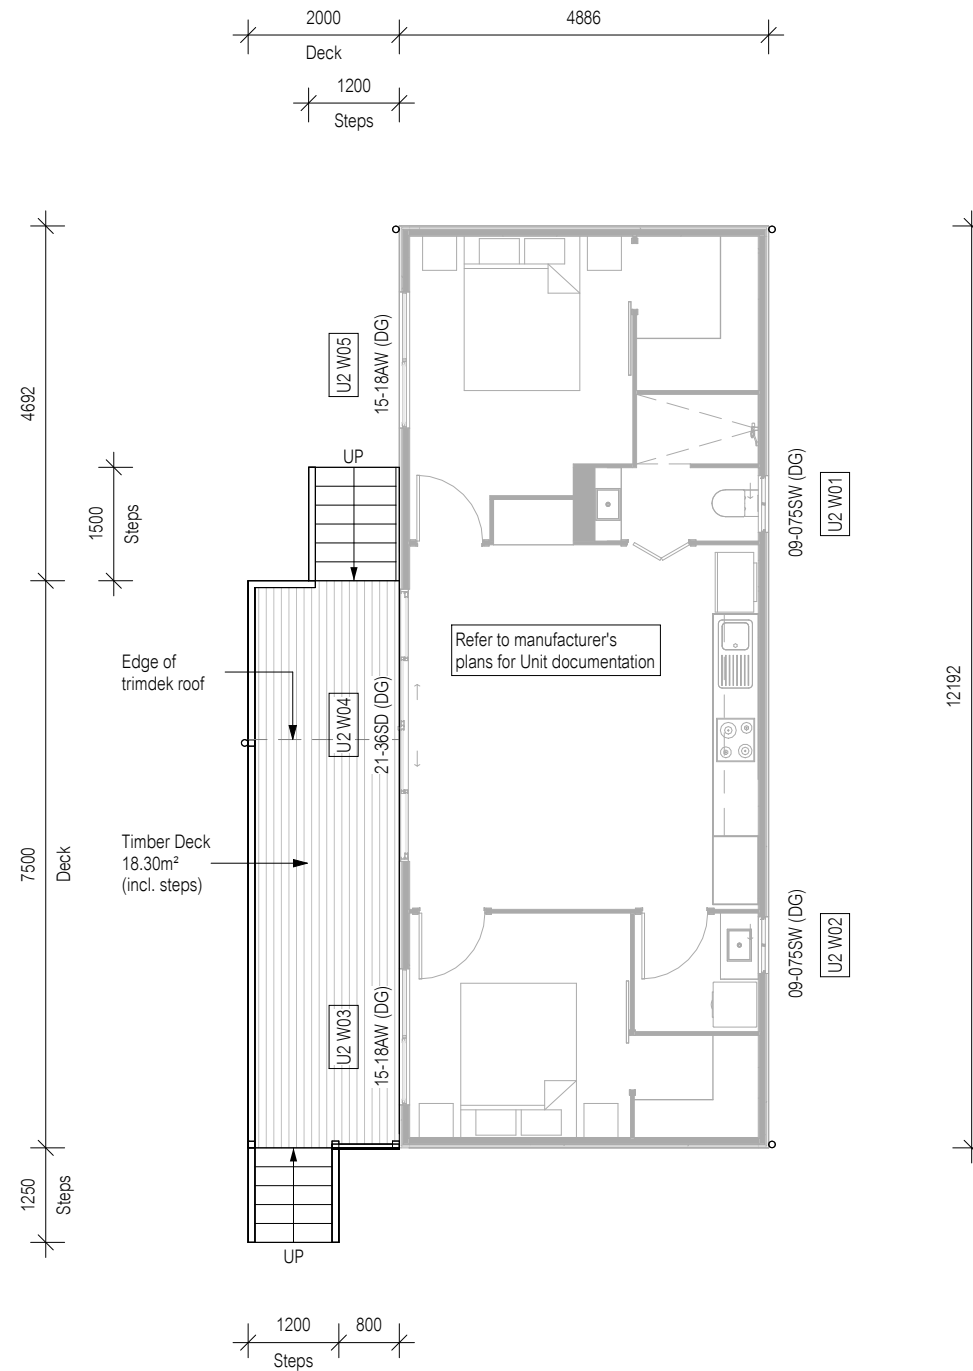 2000
4886
Deck
1200
Steps
4692
U2 W05
15-18AW (DG)
UP
1500
Steps
09-075SW (DG)
U2 W01
Edge of
trimdek roof
U2 W04
21-36SD (DG)
Refer to manufacturer's
plans for Unit documentation
12192
7500
Deck
Timber Deck
18.30m²
(incl. steps)
09-075SW (DG)
U2 W02
U2 W03
15-18AW (DG)
1250
Steps
UP
1200
800
Steps